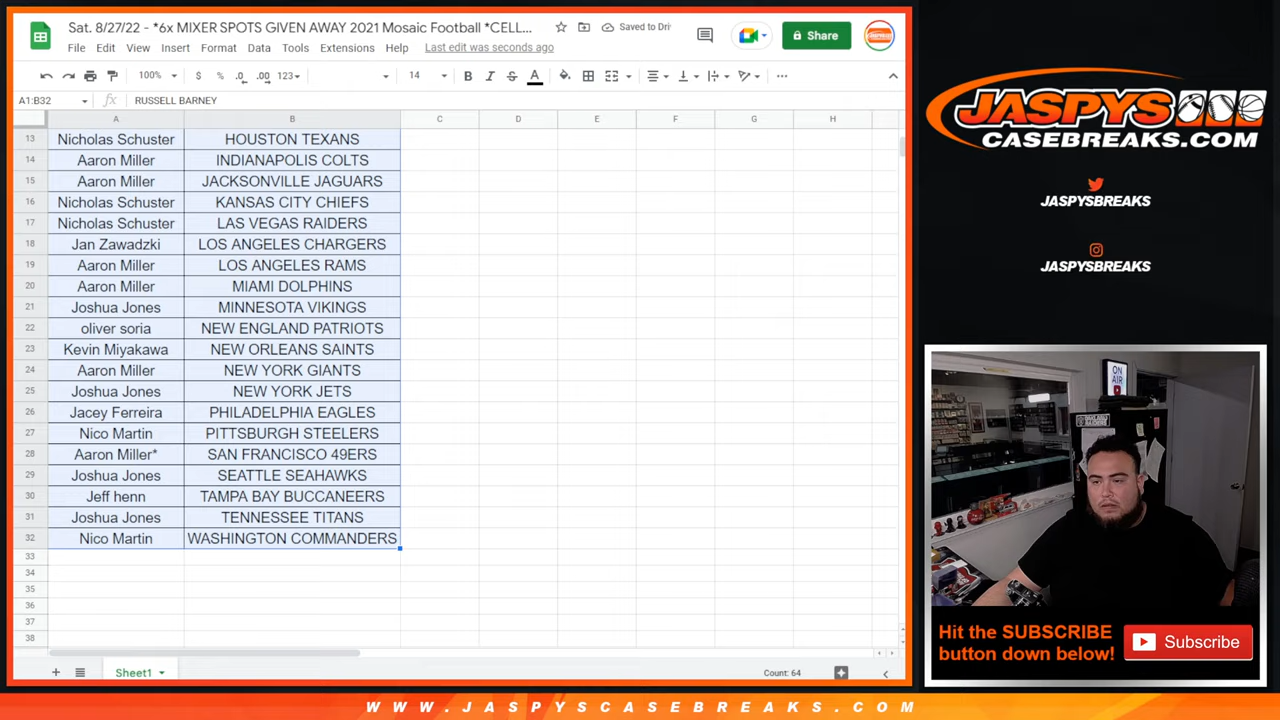 Sat. 8/27/22 - *6x MIXER SPOTS GIVEN AWAY 2021 Mosaic Football *CELL...
Saved to Dri
File Edit View Insert Format Data Tools Extensions Help Last edit was seconds ago
Share
100% $ % .0 .00 123 14 B I S A
A1:B32 fx RUSSELL BARNEY
A B C D E F G H
13 Nicholas Schuster HOUSTON TEXANS
14 Aaron Miller INDIANAPOLIS COLTS
15 Aaron Miller JACKSONVILLE JAGUARS
16 Nicholas Schuster KANSAS CITY CHIEFS
17 Nicholas Schuster LAS VEGAS RAIDERS
18 Jan Zawadzki LOS ANGELES CHARGERS
19 Aaron Miller LOS ANGELES RAMS
20 Aaron Miller MIAMI DOLPHINS
21 Joshua Jones MINNESOTA VIKINGS
22 oliver soria NEW ENGLAND PATRIOTS
23 Kevin Miyakawa NEW ORLEANS SAINTS
24 Aaron Miller NEW YORK GIANTS
25 Joshua Jones NEW YORK JETS
26 Jacey Ferreira PHILADELPHIA EAGLES
27 Nico Martin PITTSBURGH STEELERS
28 Aaron Miller* SAN FRANCISCO 49ERS
29 Joshua Jones SEATTLE SEAHAWKS
30 Jeff henn TAMPA BAY BUCCANEERS
31 Joshua Jones TENNESSEE TITANS
32 Nico Martin WASHINGTON COMMANDERS
33
34
35
36
37
38
Sheet1
Count: 64
JASPYS
CASEBREAKS.COM
JASPYSBREAKS
JASPYSBREAKS
ON
AIR
Hit the SUBSCRIBE
button down below!
Subscribe
WWW.JASPYSCASEBREAKS.COM